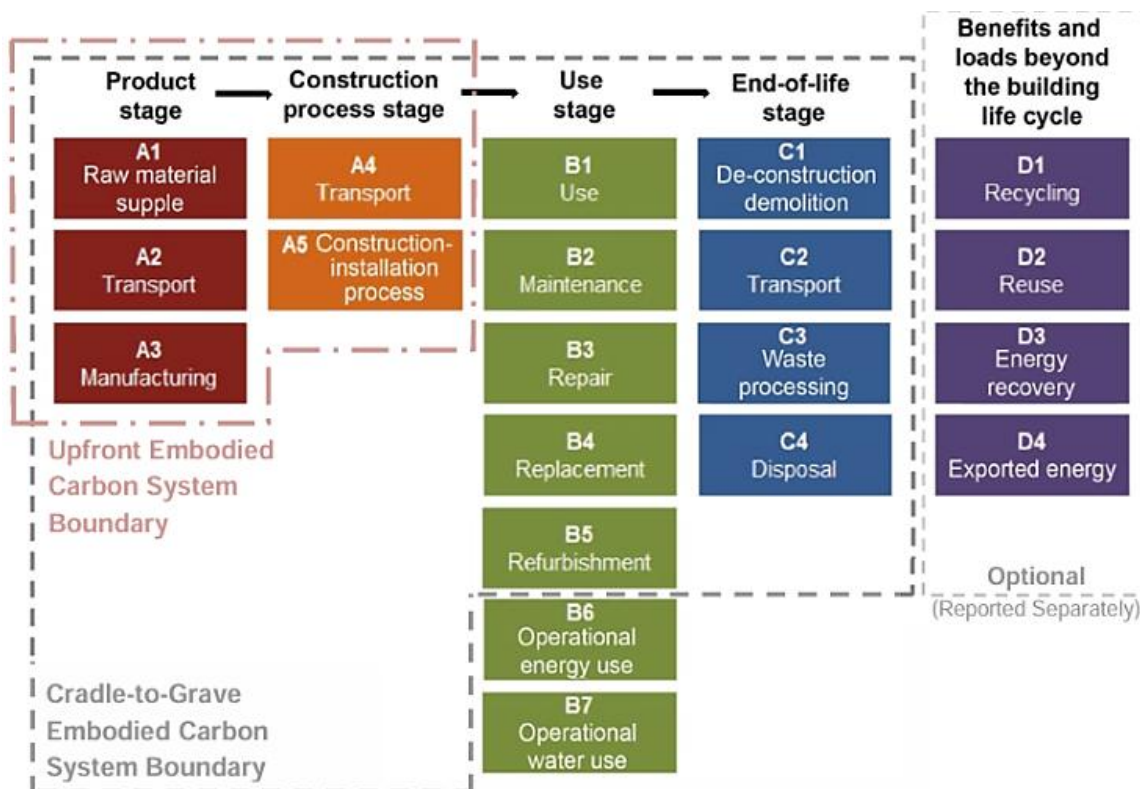 Product
stage
Construction
process stage
Use
stage
End-of-life
stage
Benefits and
loads beyond
the building
life cycle
A1
Raw material
supple
A2
Transport
A3
Manufacturing
A4
Transport
A5 Construction-
installation
process
B1
Use
B2
Maintenance
B3
Repair
B4
Replacement
B5
Refurbishment
B6
Operational
energy use
B7
Operational
water use
C1
De-construction
demolition
C2
Transport
C3
Waste
processing
C4
Disposal
D1
Recycling
D2
Reuse
D3
Energy
recovery
D4
Exported energy
Optional
(Reported Separately)
Upfront Embodied
Carbon System
Boundary
Cradle-to-Grave
Embodied Carbon
System Boundary